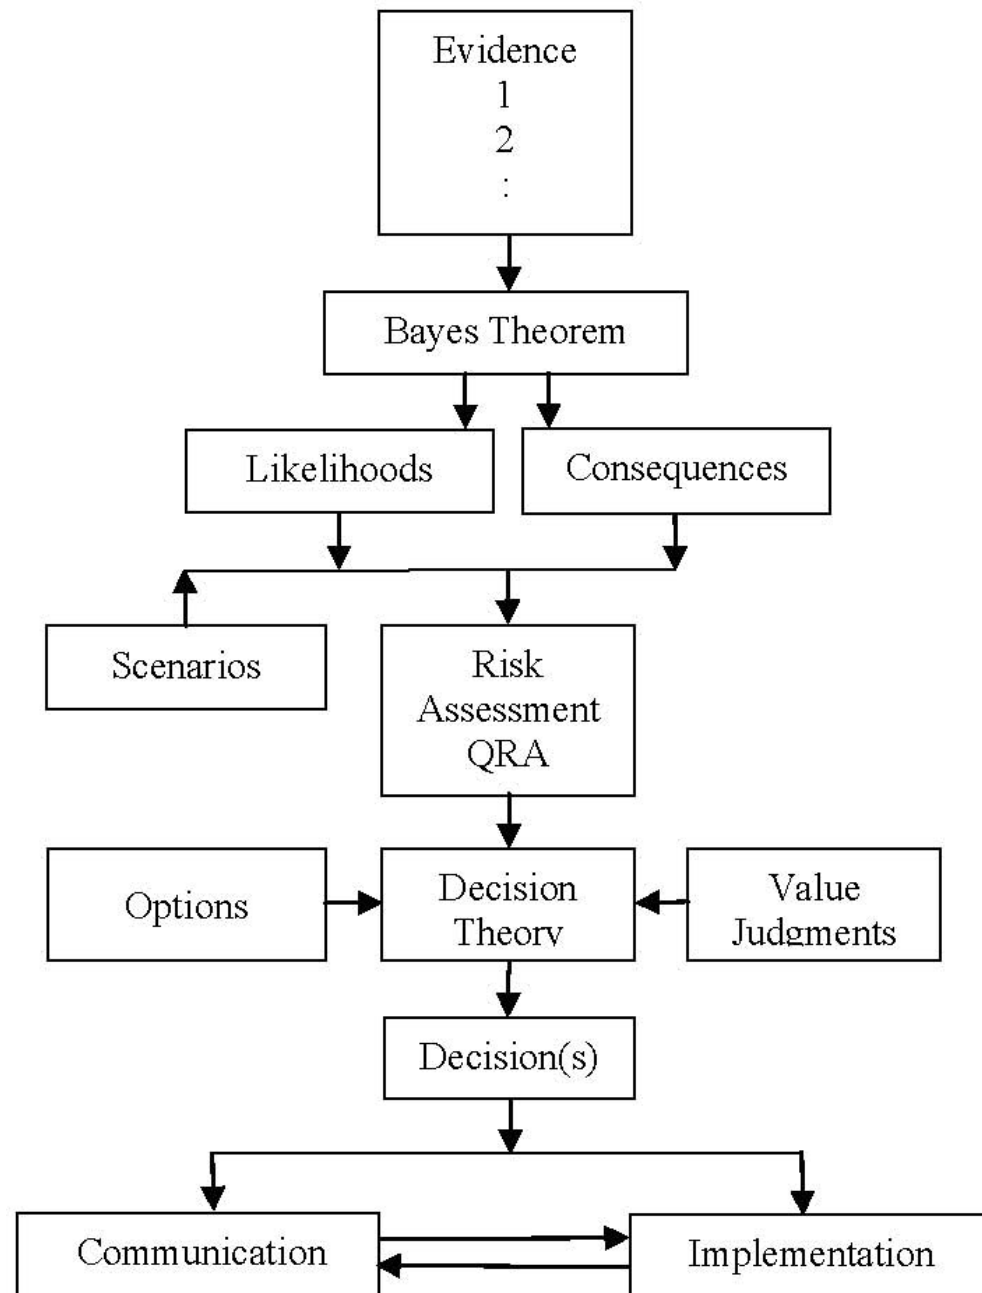 Evidence
1
2
:
Bayes Theorem
Likelihoods
Consequences
Scenarios
Risk
Assessment
QRA
Options
Decision
Theory
Value
Judgments
Decision(s)
Communication
Implementation